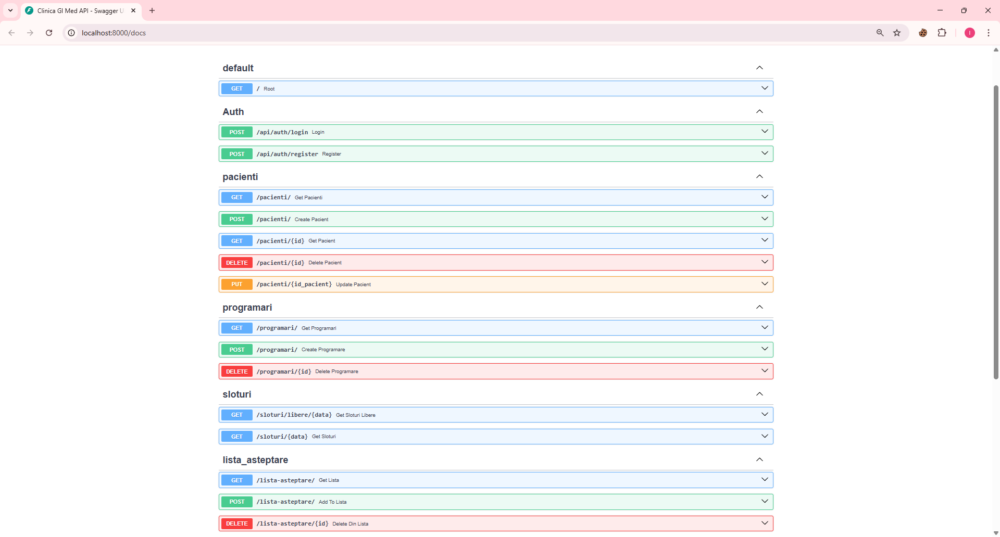 Clinica GI Med API - Swagger U
localhost:8000/docs
I
default
GET / Root
Auth
POST /api/auth/login Login
POST /api/auth/register Register
pacienti
GET /pacienti/ Get Pacienti
POST /pacienti/ Create Pacient
GET /pacienti/{id} Get Pacient
DELETE /pacienti/{id} Delete Pacient
PUT /pacienti/{id_pacient} Update Pacient
programari
GET /programari/ Get Programari
POST /programari/ Create Programare
DELETE /programari/{id} Delete Programare
sloturi
GET /sloturi/libere/{data} Get Sloturi Libere
GET /sloturi/{data} Get Sloturi
lista_asteptare
GET /lista-asteptare/ Get Lista
POST /lista-asteptare/ Add To Lista
DELETE /lista-asteptare/{id} Delete Din Lista